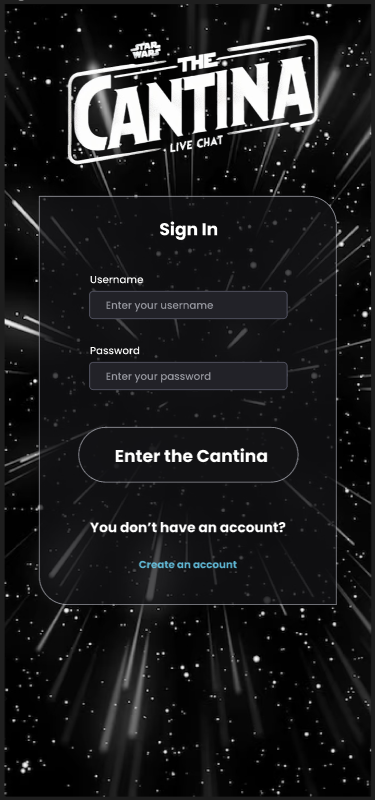 STAR
WARS
THE
CANTINA
LIVE CHAT
Sign In
Username
Enter your username
Password
Enter your password
Enter the Cantina
You don’t have an account?
Create an account